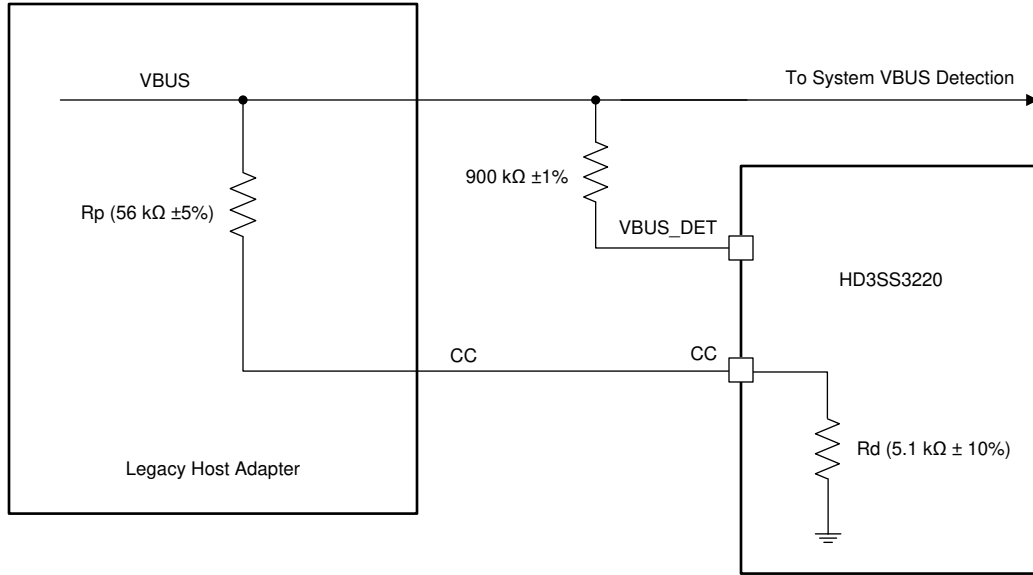 VBUS
To System VBUS Detection
900 kΩ ±1%
Rp (56 kΩ ±5%)
VBUS_DET
HD3SS3220
CC
CC
Rd (5.1 kΩ ± 10%)
Legacy Host Adapter